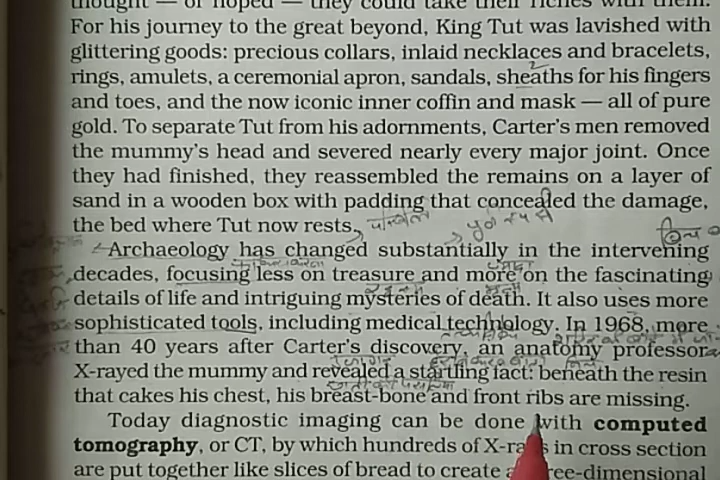 thought — or hoped — they could take their riches with them.
For his journey to the great beyond, King Tut was lavished with
glittering goods: precious collars, inlaid necklaces and bracelets,
rings, amulets, a ceremonial apron, sandals, sheaths for his fingers
and toes, and the now iconic inner coffin and mask — all of pure
gold. To separate Tut from his adornments, Carter's men removed
the mummy's head and severed nearly every major joint. Once
they had finished, they reassembled the remains on a layer of
sand in a wooden box with padding that concealed the damage,
the bed where Tut now rests.
Archaeology has changed substantially in the intervening
decades, focusing less on treasure and more on the fascinating
details of life and intriguing mysteries of death. It also uses more
sophisticated tools, including medical technology. In 1968, more
than 40 years after Carter's discovery, an anatomy professor
X-rayed the mummy and revealed a startling fact: beneath the resin
that cakes his chest, his breast-bone and front ribs are missing.
Today diagnostic imaging can be done with computed
tomography, or CT, by which hundreds of X-rays in cross section
are put together like slices of bread to create a three-dimensional